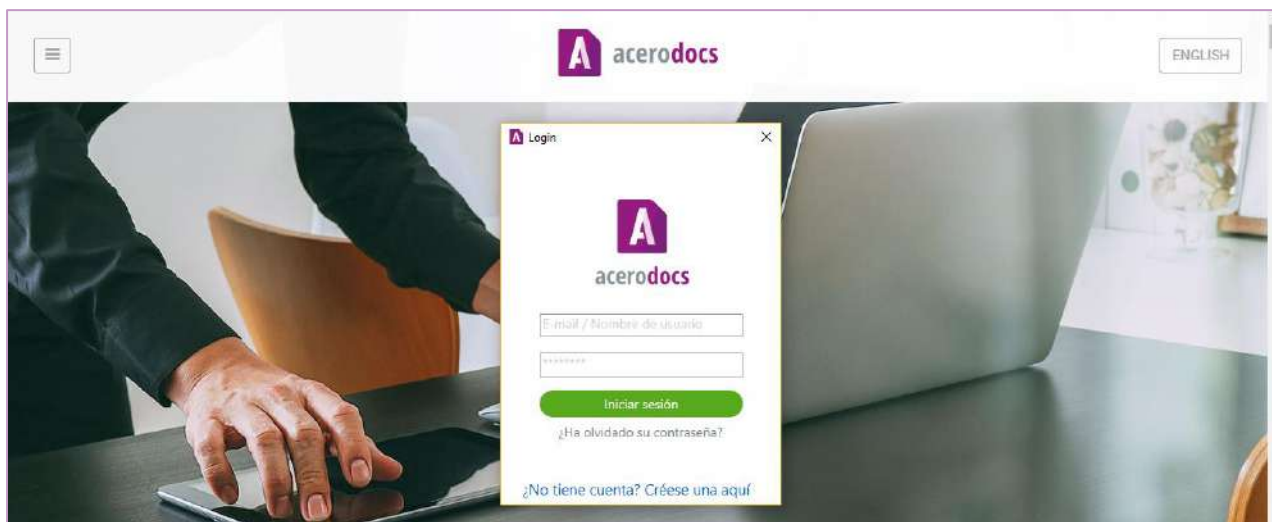 acerodocs
ENGLISH
Login
acerodocs
E-mail / Nombre de usuario
********
Iniciar sesión
¿Ha olvidado su contraseña?
¿No tiene cuenta? Créese una aquí